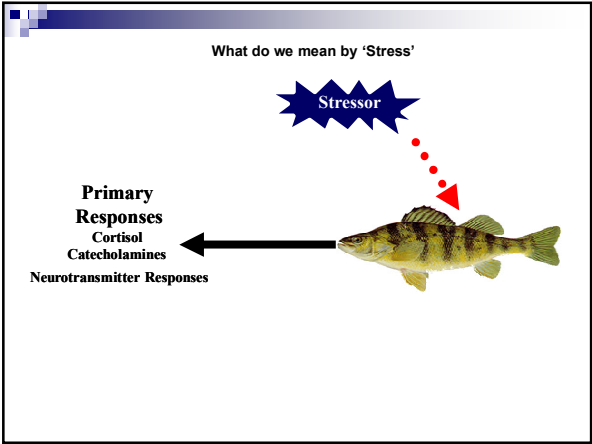 What do we mean by ‘Stress’
Stressor
Primary
Responses
Cortisol
Catecholamines
Neurotransmitter Responses